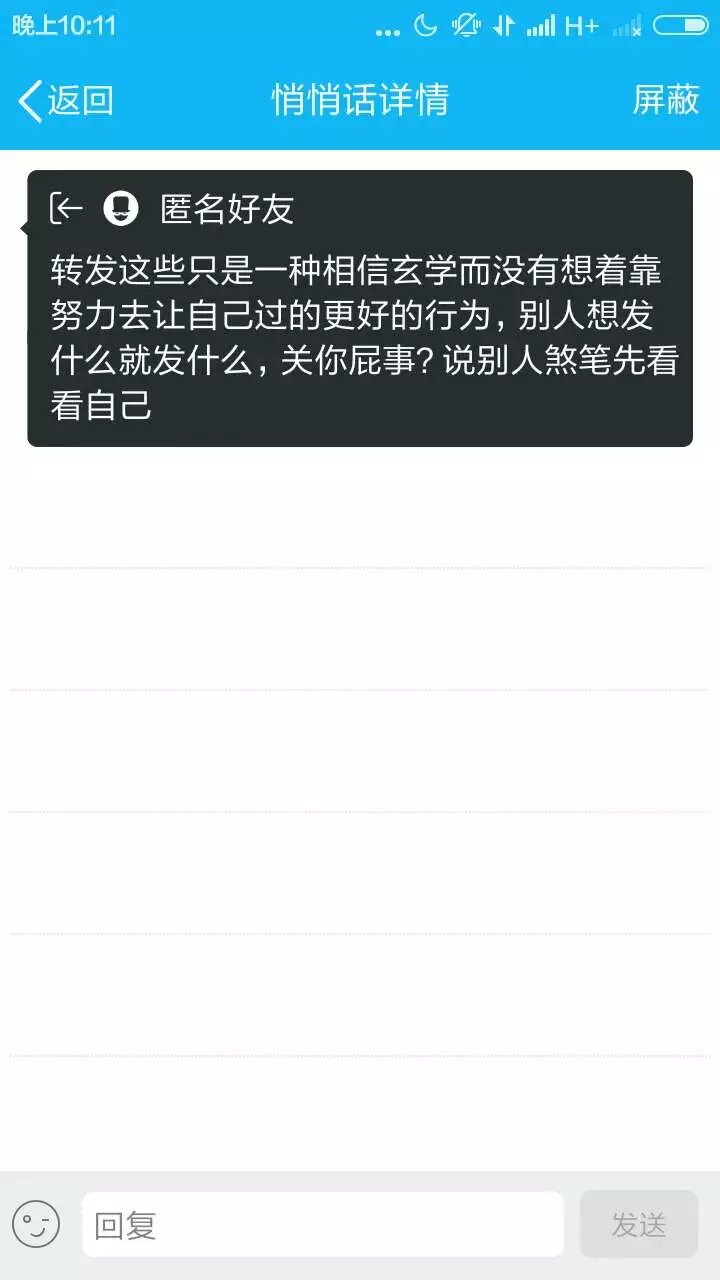 晚上10:11
H+
返回
悄悄话详情
屏蔽
匿名好友
转发这些只是一种相信玄学而没有想着靠
努力去让自己过的更好的行为，别人想发
什么就发什么，关你屁事？说别人煞笔先看
看自己
回复
发送